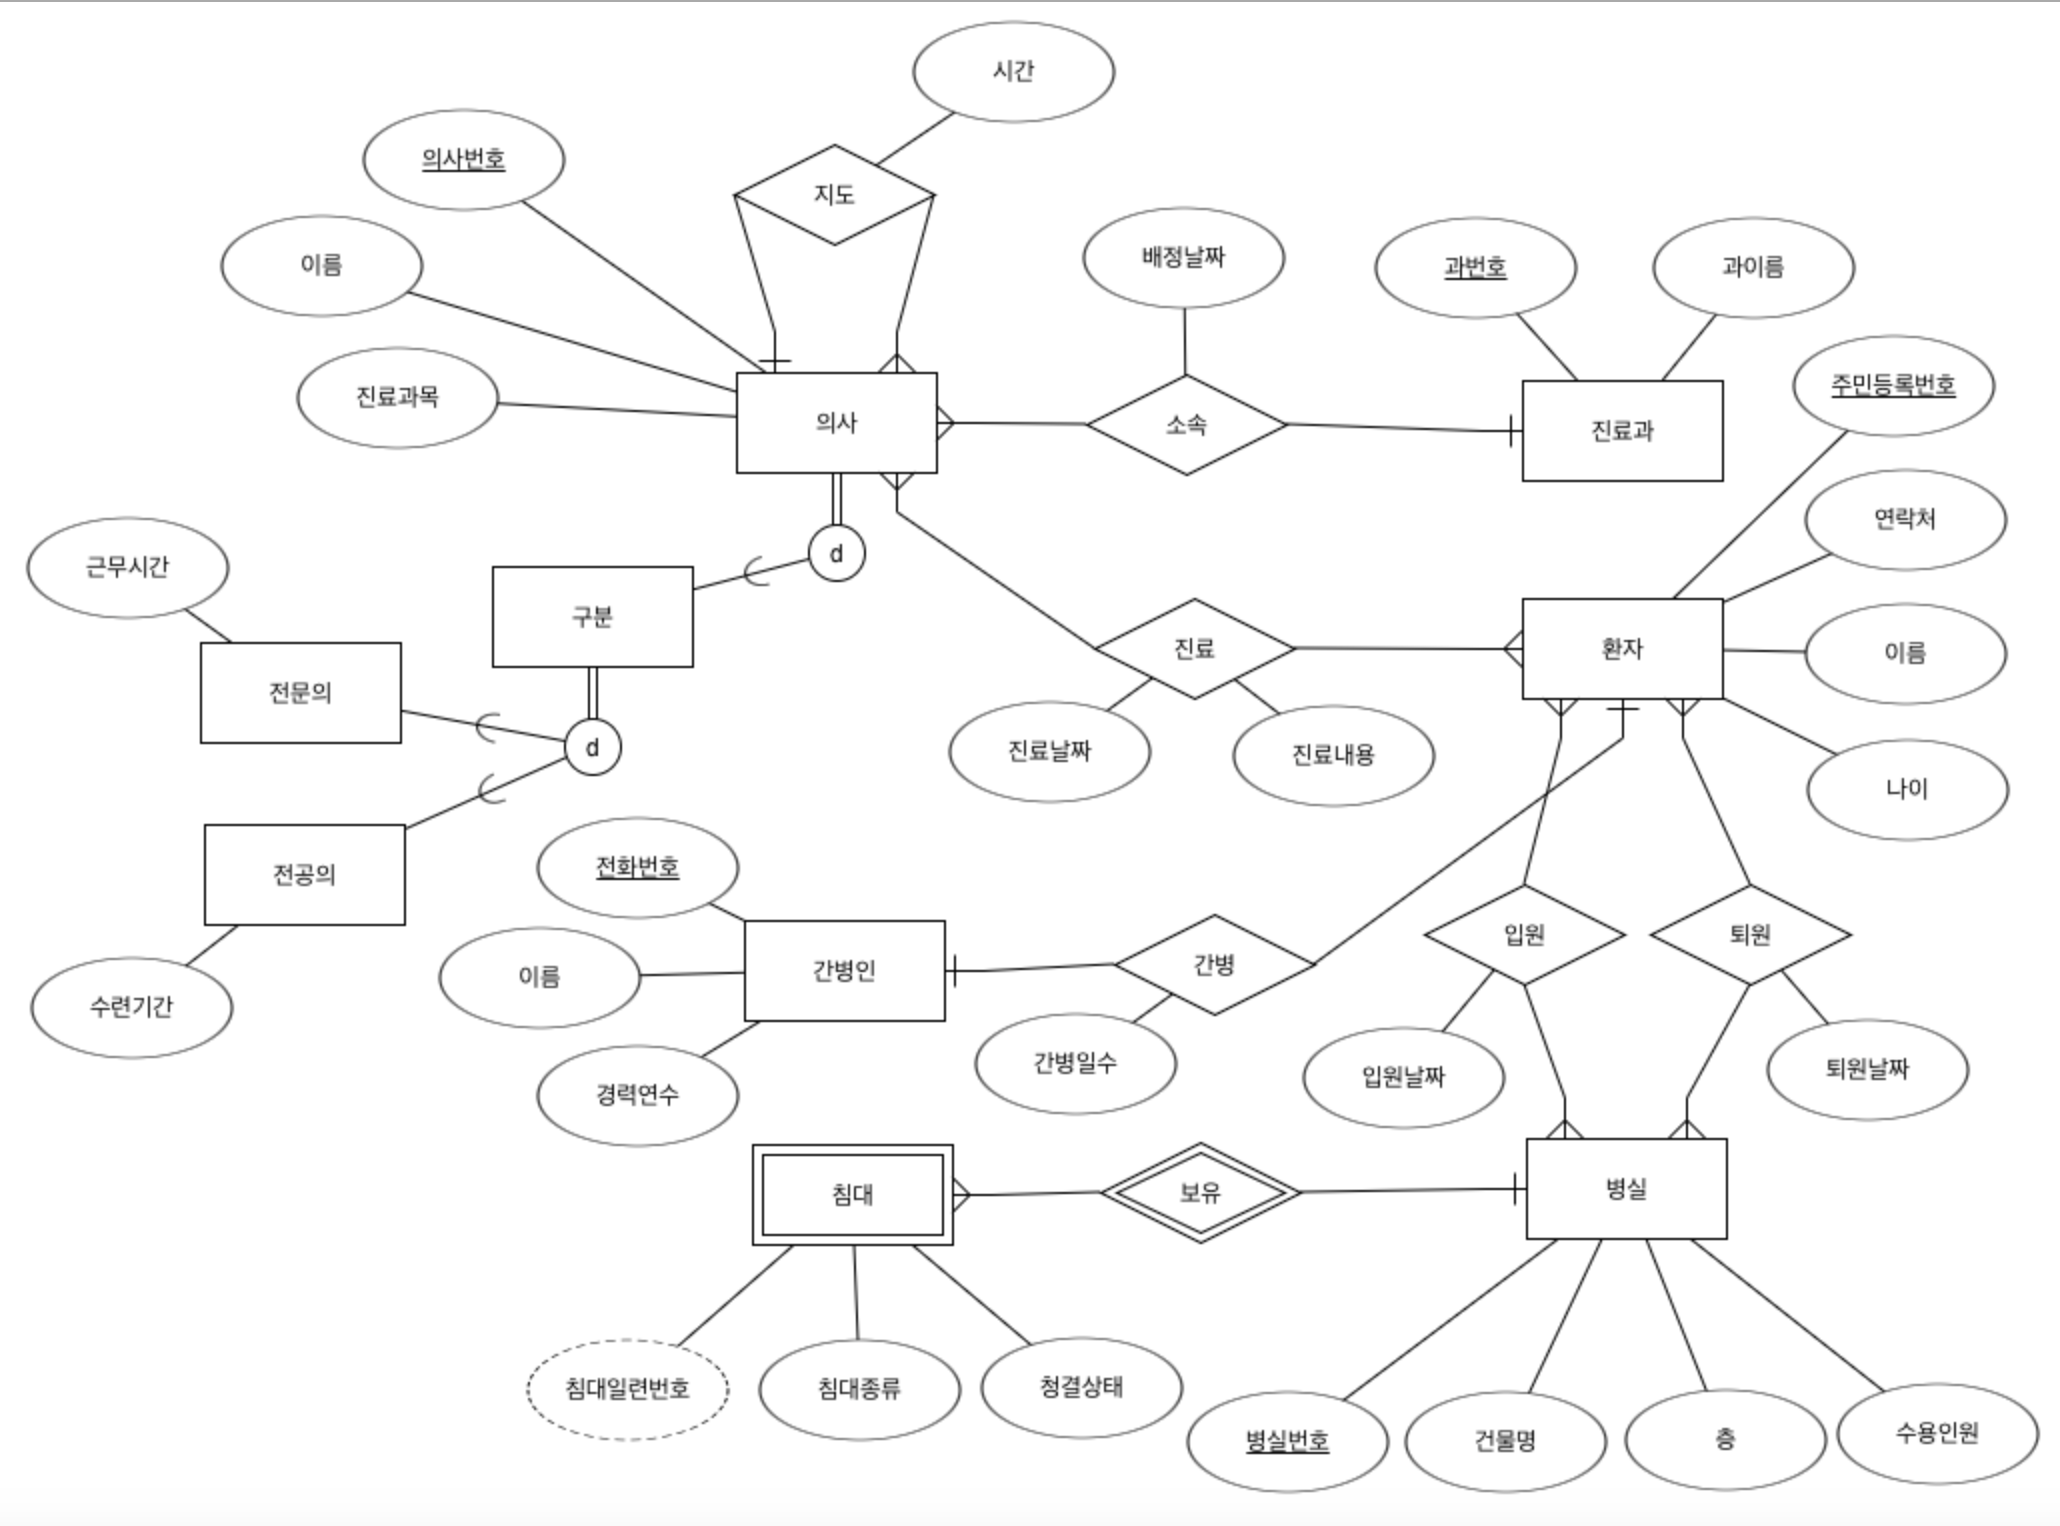 시간
의사번호
지도
이름
배정날짜
과번호
과이름
진료과목
주민등록번호
의사
소속
진료과
연락처
d
근무시간
구분
진료
환자
이름
전문의
d
진료날짜
진료내용
나이
전공의
전화번호
입원
퇴원
간병인
간병
이름
수련기간
간병일수
입원날짜
퇴원날짜
경력연수
침대
보유
병실
침대일련번호
침대종류
청결상태
병실번호
건물명
층
수용인원